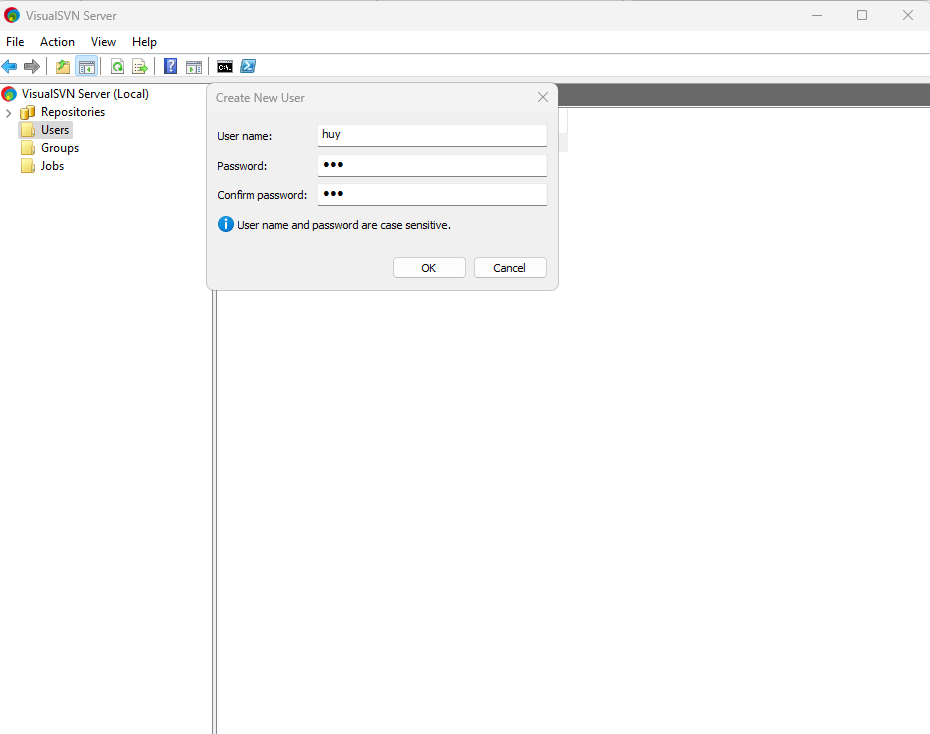 VisualSVN Server
File Action View Help
VisualSVN Server (Local)
Repositories
Users
Groups
Jobs
Create New User
User name: huy
Password: •••
Confirm password: •••
User name and password are case sensitive.
OK Cancel